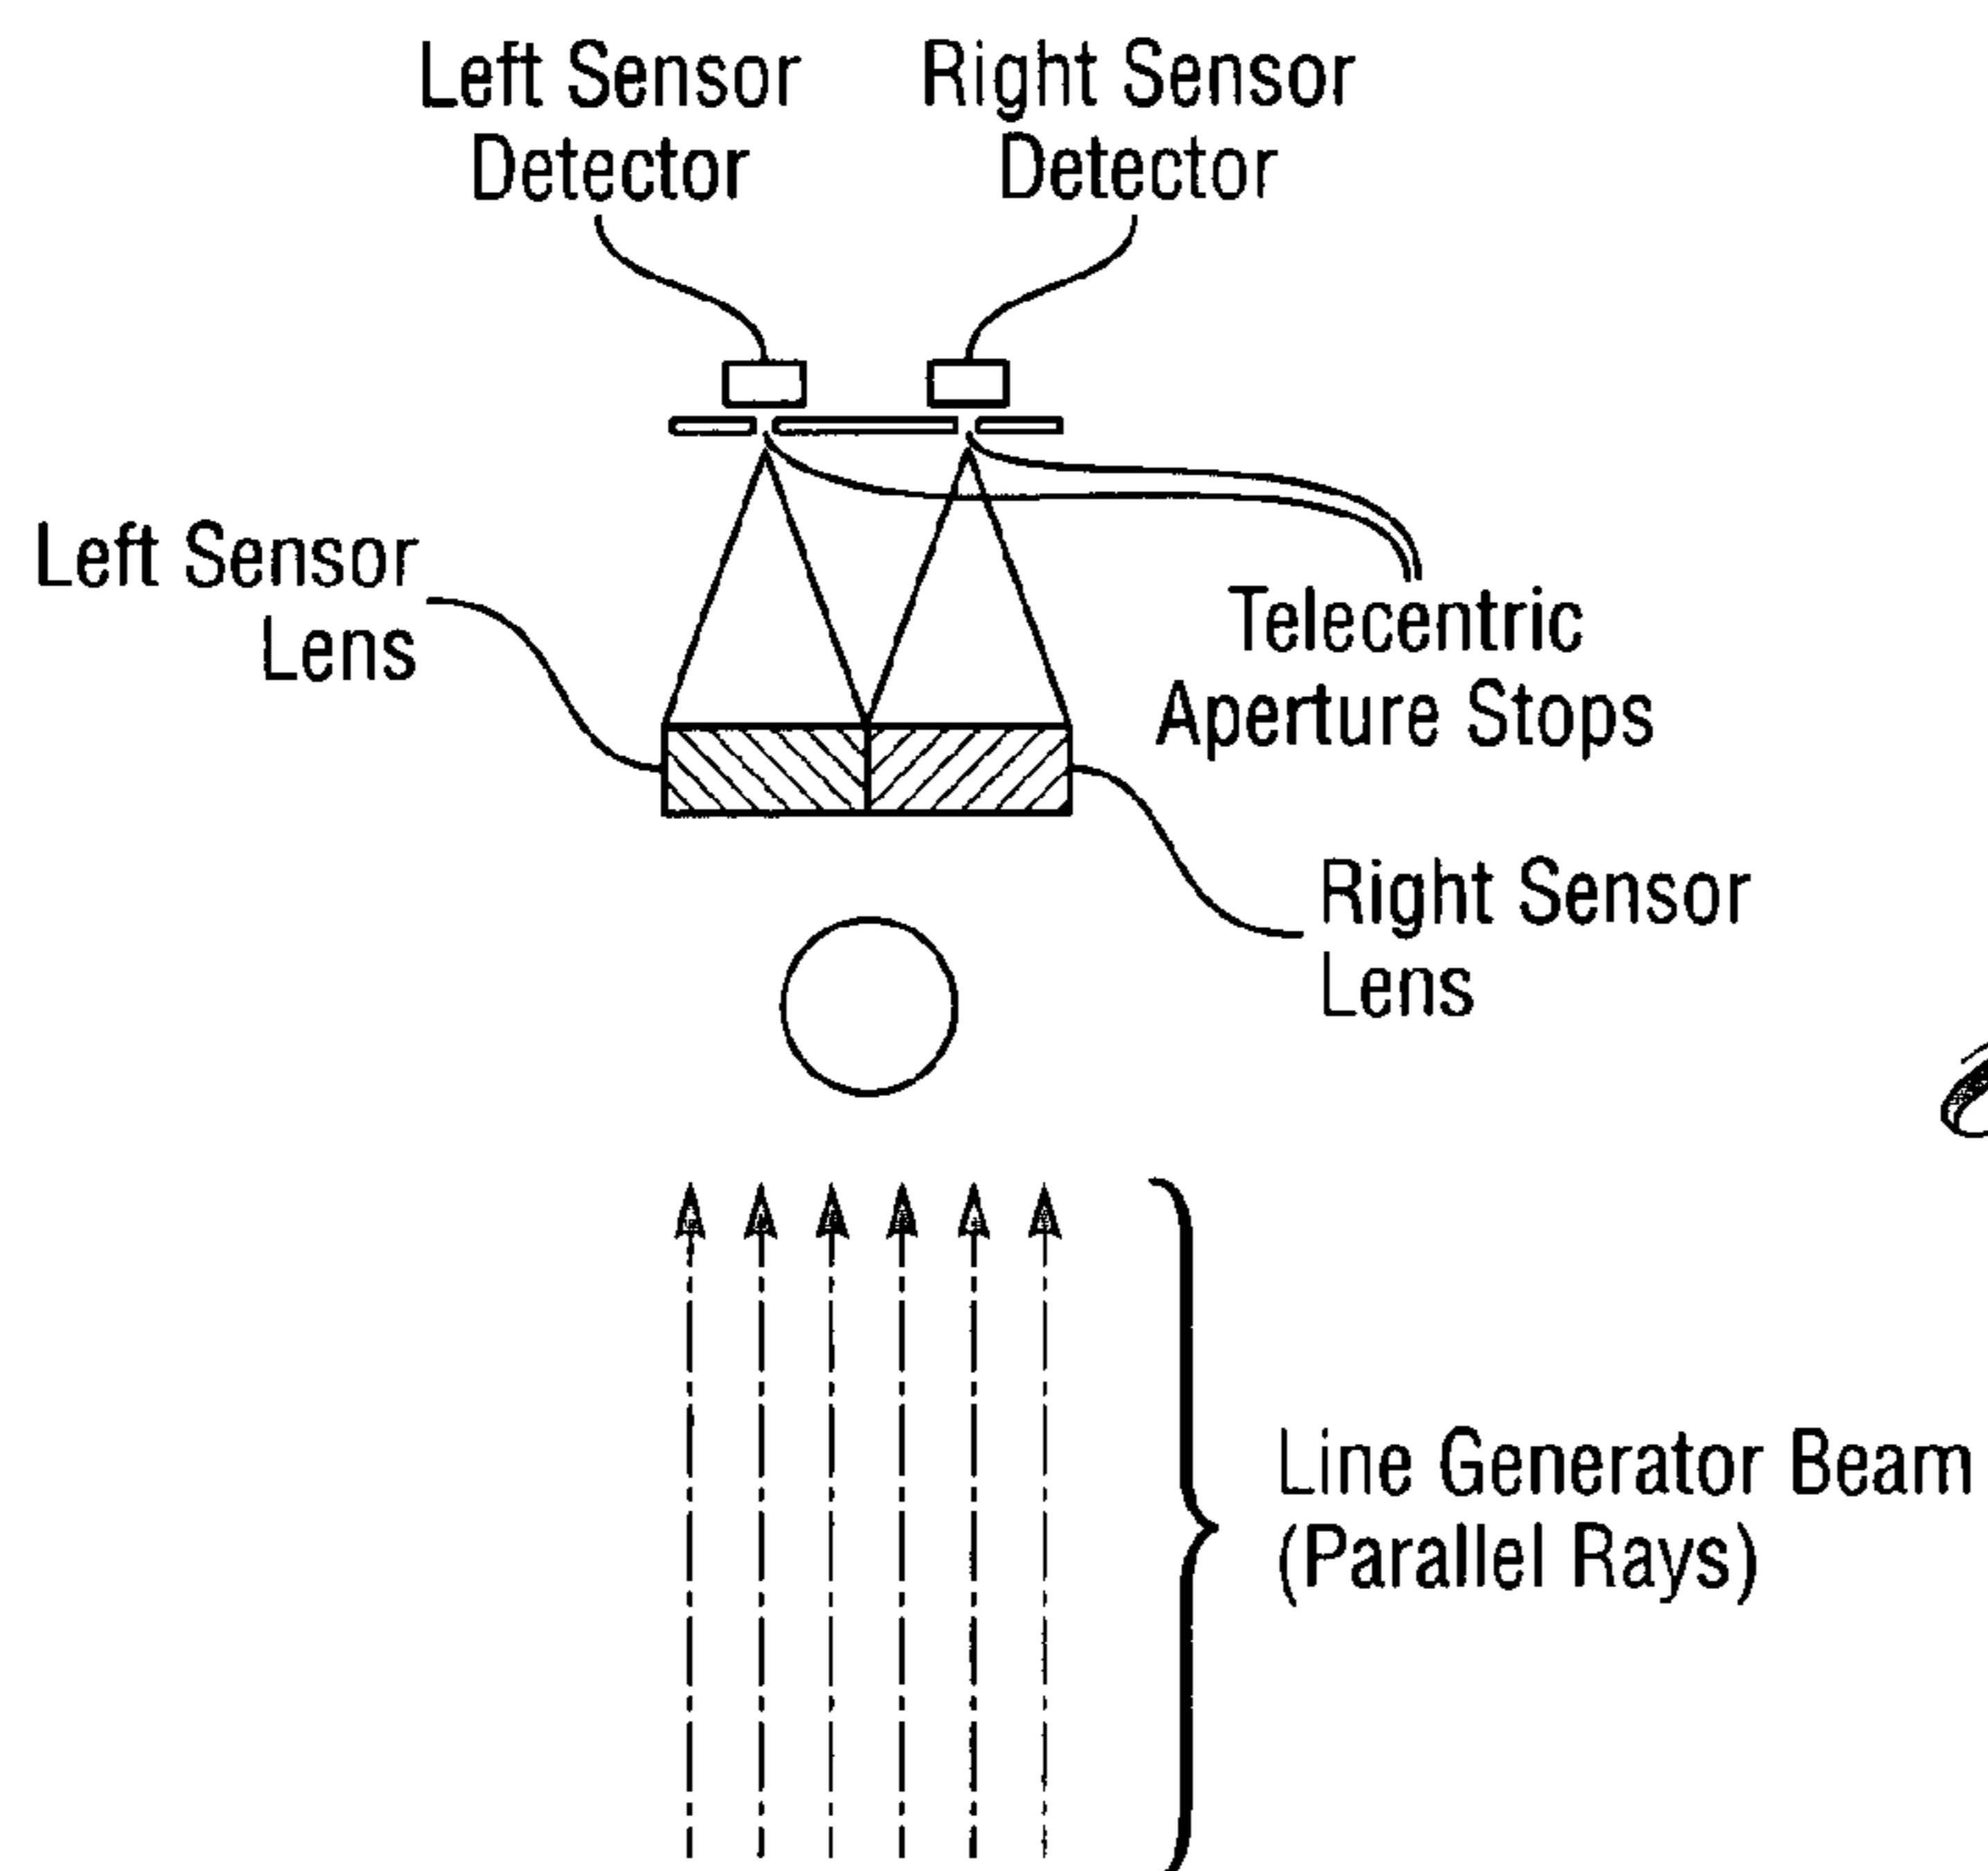 Left Sensor
Detector
Right Sensor
Detector
Left Sensor
Lens
Telecentric
Aperture Stops
Right Sensor
Lens
Line Generator Beam
(Parallel Rays)